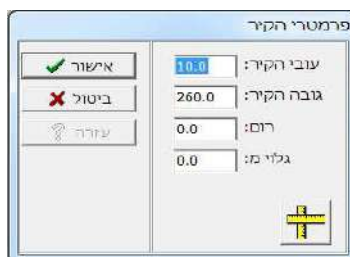 פרמטרי הקיר
עובי הקיר: 10.0
גובה הקיר: 260.0
רום: 0.0
גלוי מ: 0.0
אישור
ביטול
עזרה